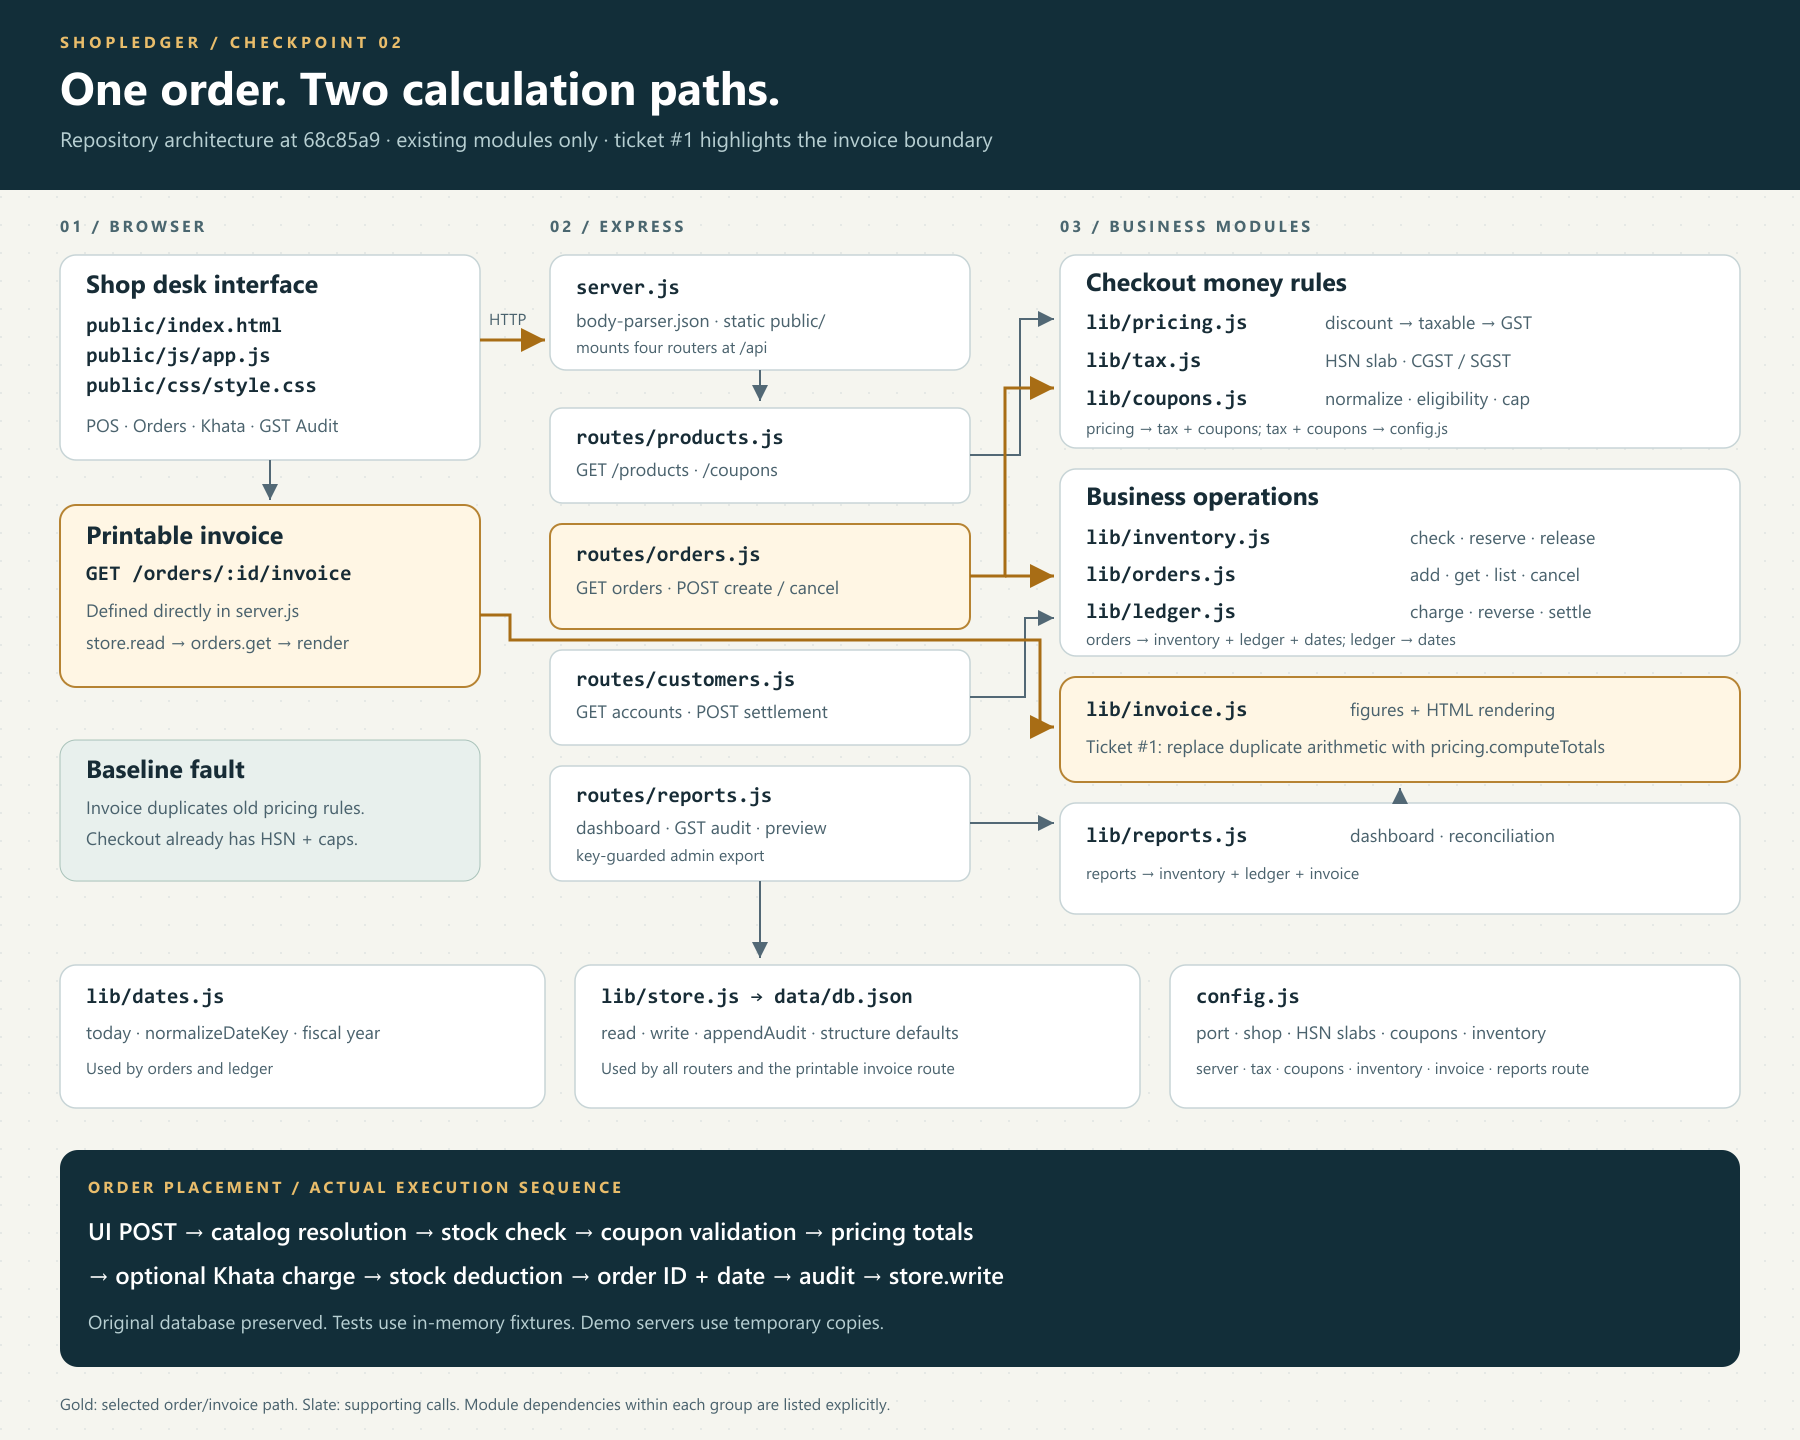 SHOPLEDGER / CHECKPOINT 02
One order. Two calculation paths.
Repository architecture at 68c85a9 · existing modules only · ticket #1 highlights the invoice boundary
01 / BROWSER
Shop desk interface
public/index.html
public/js/app.js
public/css/style.css
POS · Orders · Khata · GST Audit
HTTP
Printable invoice
GET /orders/:id/invoice
Defined directly in server.js
store.read → orders.get → render
Baseline fault
Invoice duplicates old pricing rules.
Checkout already has HSN + caps.
02 / EXPRESS
server.js
body-parser.json · static public/
mounts four routers at /api
routes/products.js
GET /products · /coupons
routes/orders.js
GET orders · POST create / cancel
routes/customers.js
GET accounts · POST settlement
routes/reports.js
dashboard · GST audit · preview
key-guarded admin export
03 / BUSINESS MODULES
Checkout money rules
lib/pricing.js discount → taxable → GST
lib/tax.js HSN slab · CGST / SGST
lib/coupons.js normalize · eligibility · cap
pricing → tax + coupons; tax + coupons → config.js
Business operations
lib/inventory.js check · reserve · release
lib/orders.js add · get · list · cancel
lib/ledger.js charge · reverse · settle
orders → inventory + ledger + dates; ledger → dates
lib/invoice.js figures + HTML rendering
Ticket #1: replace duplicate arithmetic with pricing.computeTotals
lib/reports.js dashboard · reconciliation
reports → inventory + ledger + invoice
lib/dates.js
today · normalizeDateKey · fiscal year
Used by orders and ledger
lib/store.js → data/db.json
read · write · appendAudit · structure defaults
Used by all routers and the printable invoice route
config.js
port · shop · HSN slabs · coupons · inventory
server · tax · coupons · inventory · invoice · reports route
ORDER PLACEMENT / ACTUAL EXECUTION SEQUENCE
UI POST → catalog resolution → stock check → coupon validation → pricing totals
→ optional Khata charge → stock deduction → order ID + date → audit → store.write
Original database preserved. Tests use in-memory fixtures. Demo servers use temporary copies.
Gold: selected order/invoice path. Slate: supporting calls. Module dependencies within each group are listed explicitly.